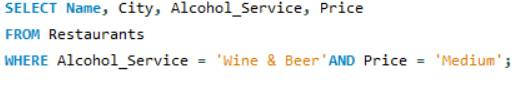 SELECT Name, City, Alcohol_Service, Price
FROM Restaurants
WHERE Alcohol_Service = 'Wine & Beer'AND Price = 'Medium';